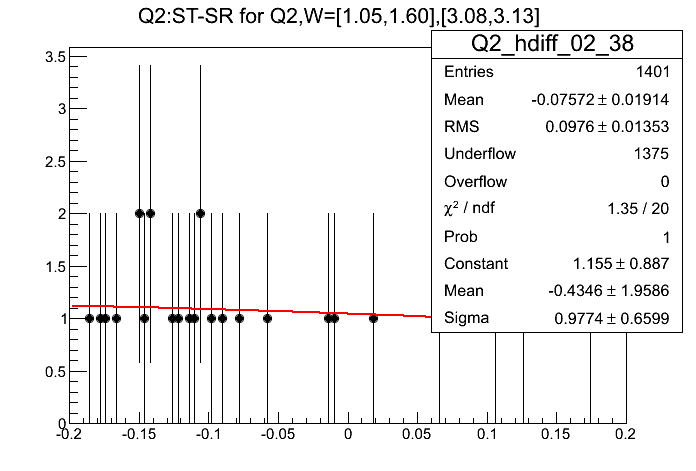 Q2:ST-SR for Q2,W=[1.05,1.60],[3.08,3.13]
Q2_hdiff_02_38
Entries 1401
Mean -0.07572 ± 0.01914
RMS 0.0976 ± 0.01353
Underflow 1375
Overflow 0
χ² / ndf 1.35 / 20
Prob 1
Constant 1.155 ± 0.887
Mean -0.4346 ± 1.9586
Sigma 0.9774 ± 0.6599
3.5
3
2.5
2
1.5
1
0.5
0
-0.2 -0.15 -0.1 -0.05 0 0.05 0.1 0.15 0.2